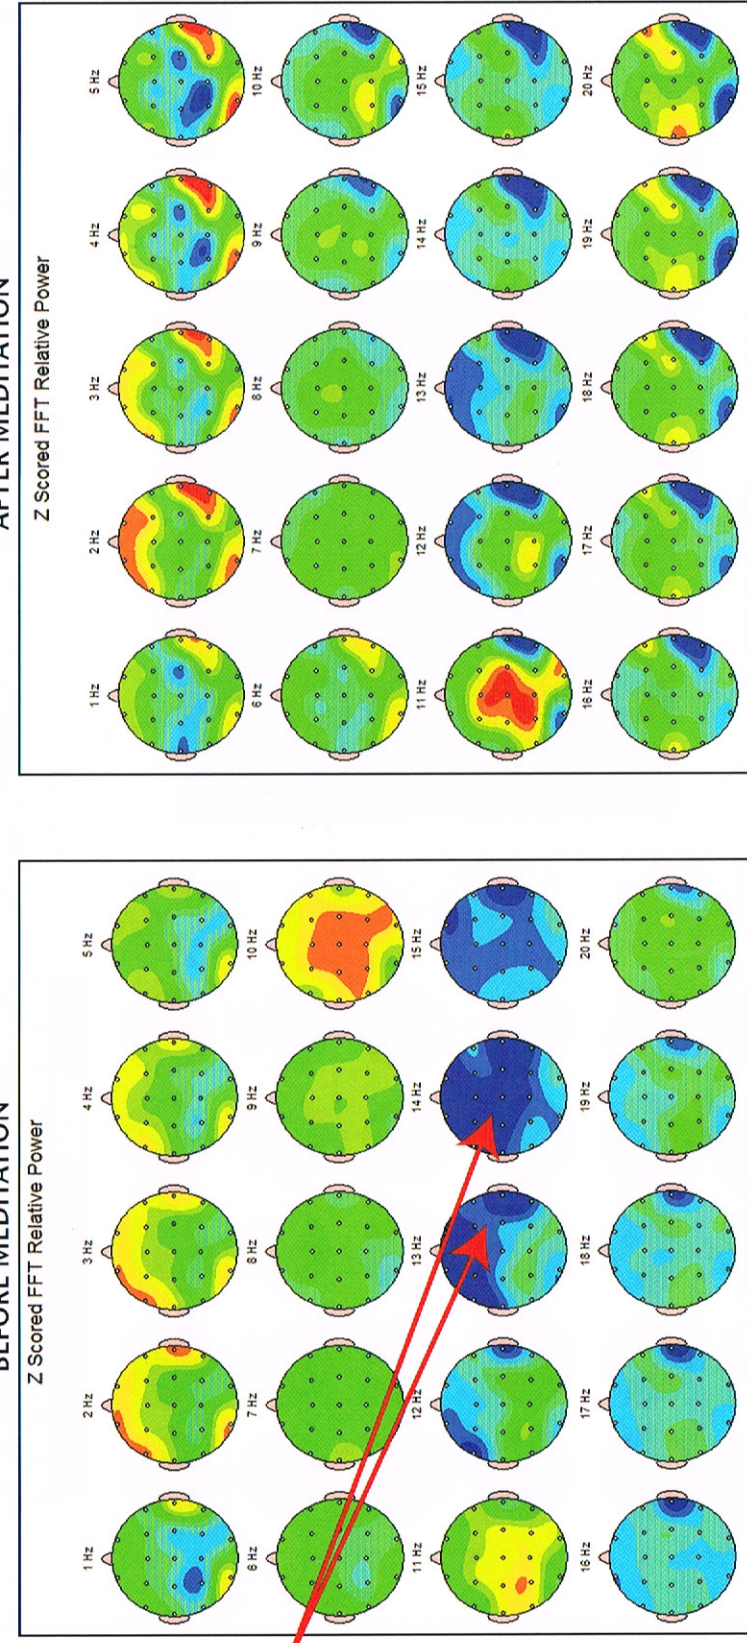 BEFORE MEDITATION
Z Scored FFT Relative Power
1 Hz 2 Hz 3 Hz 4 Hz 5 Hz
6 Hz 7 Hz 8 Hz 9 Hz 10 Hz
11 Hz 12 Hz 13 Hz 14 Hz 15 Hz
16 Hz 17 Hz 18 Hz 19 Hz 20 Hz
AFTER MEDITATION
Z Scored FFT Relative Power
1 Hz 2 Hz 3 Hz 4 Hz 5 Hz
6 Hz 7 Hz 8 Hz 9 Hz 10 Hz
11 Hz 12 Hz 13 Hz 14 Hz 15 Hz
16 Hz 17 Hz 18 Hz 19 Hz 20 Hz